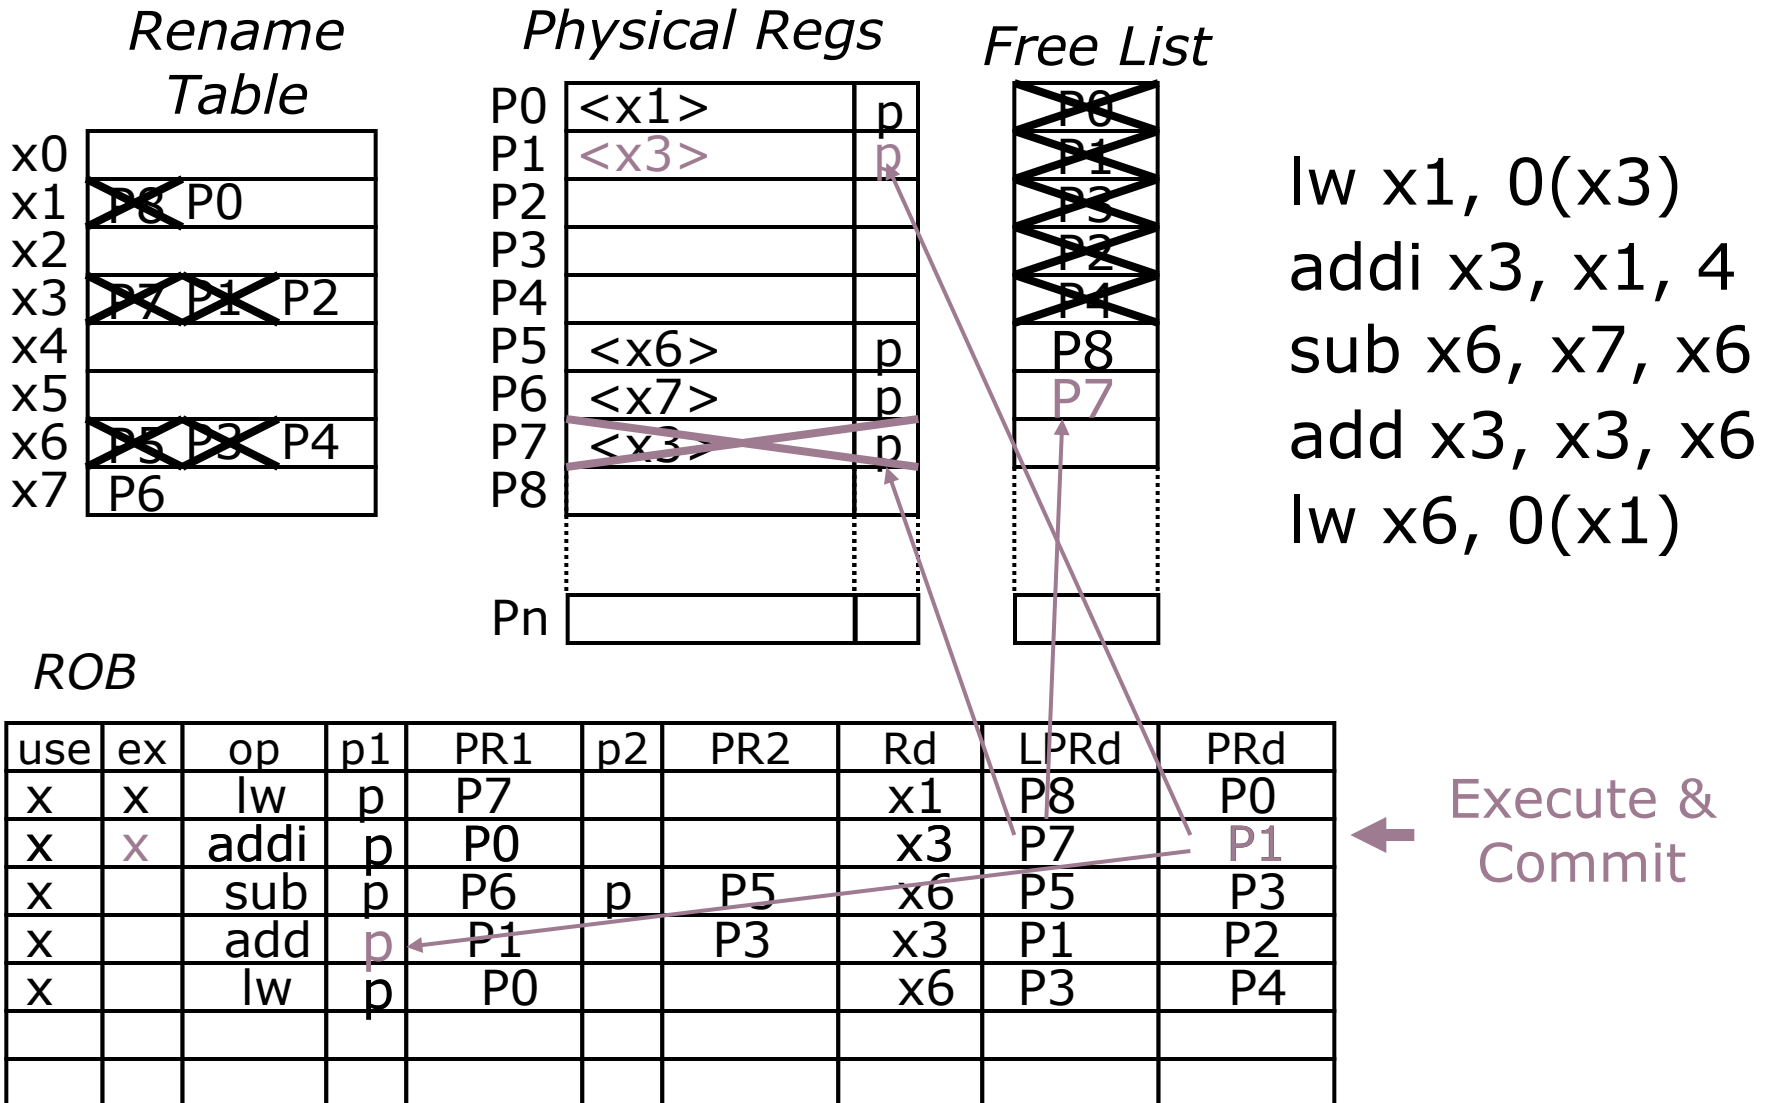 Rename Table
x0
x1 P8 P0
x2
x3 P7 P1 P2
x4
x5
x6 P5 P3 P4
x7 P6
Physical Regs
P0 <x1> p
P1 <x3> p
P2
P3
P4
P5 <x6> p
P6 <x7> p
P7 <x3> p
P8
Pn
Free List
P0
P1
P3
P2
P4
P8
P7
lw x1, 0(x3)
addi x3, x1, 4
sub x6, x7, x6
add x3, x3, x6
lw x6, 0(x1)
ROB
use ex op p1 PR1 p2 PR2 Rd LPRd PRd
x x lw p P7 x1 P8 P0
x x addi p P0 x3 P7 P1
x sub p P6 p P5 x6 P5 P3
x add p P1 P3 x3 P1 P2
x lw p P0 x6 P3 P4
Execute &
Commit